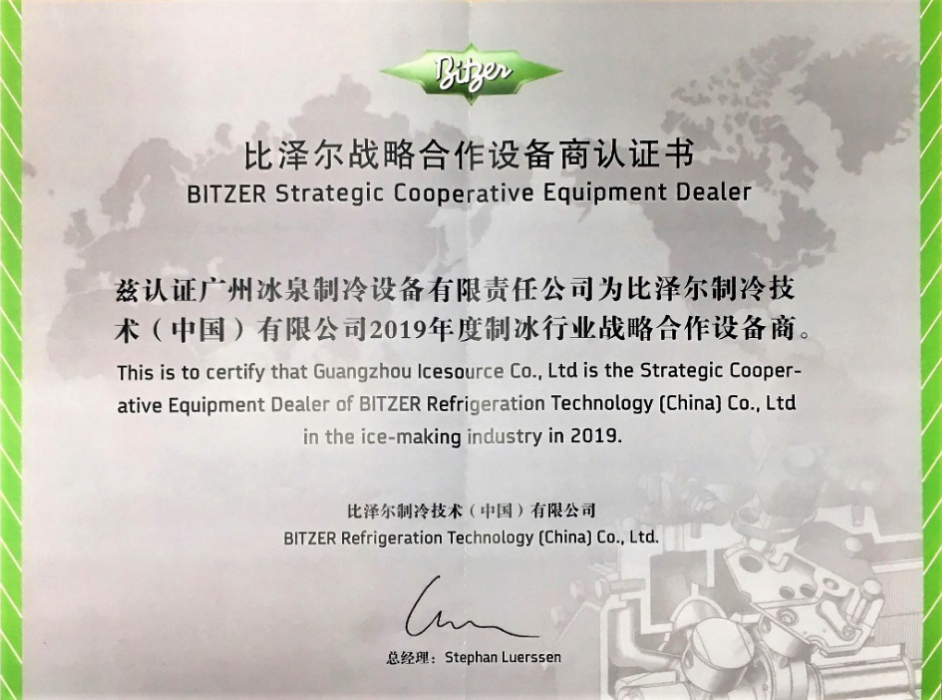 Bitzer
比泽尔战略合作设备商认证书
BITZER Strategic Cooperative Equipment Dealer
兹认证广州冰泉制冷设备有限责任公司为比泽尔制冷技
术（中国）有限公司2019年度制冰行业战略合作设备商。
This is to certify that Guangzhou Icesource Co., Ltd is the Strategic Cooper-
ative Equipment Dealer of BITZER Refrigeration Technology (China) Co., Ltd
in the ice-making industry in 2019.
比泽尔制冷技术（中国）有限公司
BITZER Refrigeration Technology (China) Co., Ltd.
总经理：Stephan Luerssen